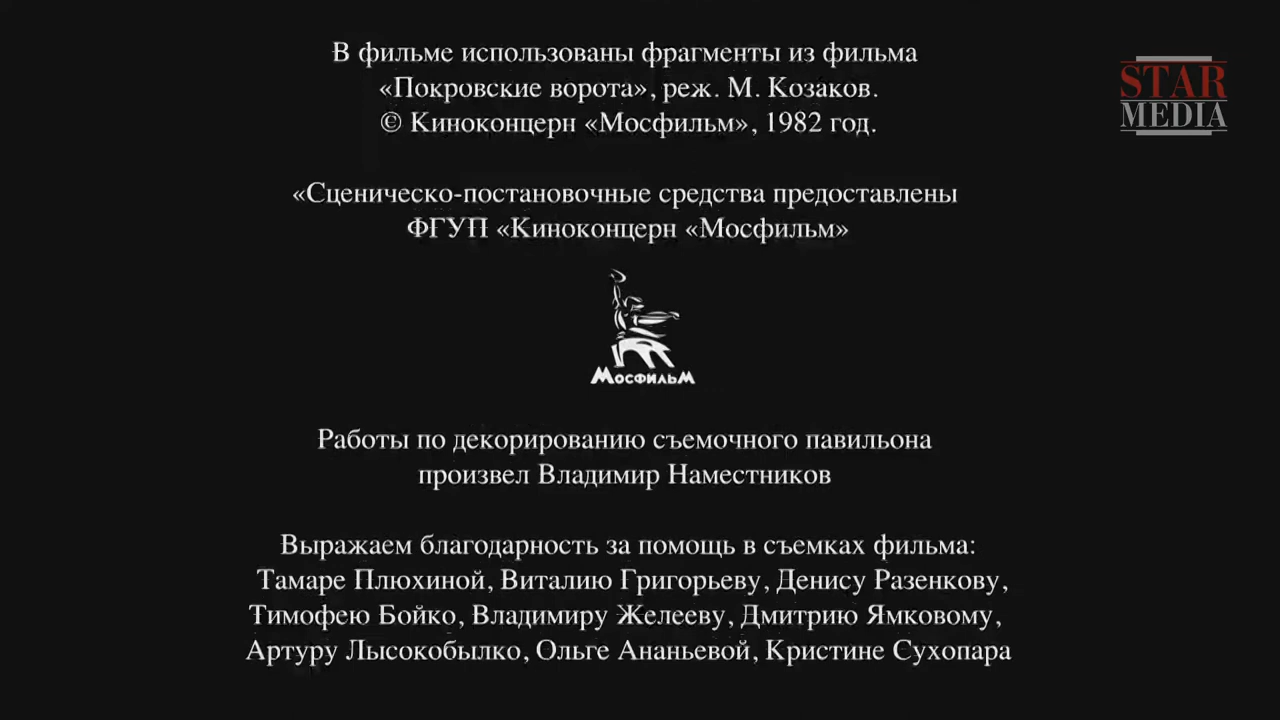 В фильме использованы фрагменты из фильма
«Покровские ворота», реж. М. Козаков.
© Киноконцерн «Мосфильм», 1982 год.
STAR
MEDIA
«Сценическо-постановочные средства предоставлены
ФГУП «Киноконцерн «Мосфильм»
МОСФИЛЬМ
Работы по декорированию съемочного павильона
произвел Владимир Наместников
Выражаем благодарность за помощь в съемках фильма:
Тамаре Плюхиной, Виталию Григорьеву, Денису Разенкову,
Тимофею Бойко, Владимиру Желееву, Дмитрию Ямковому,
Артуру Лысокобылко, Ольге Ананьевой, Кристине Сухопара